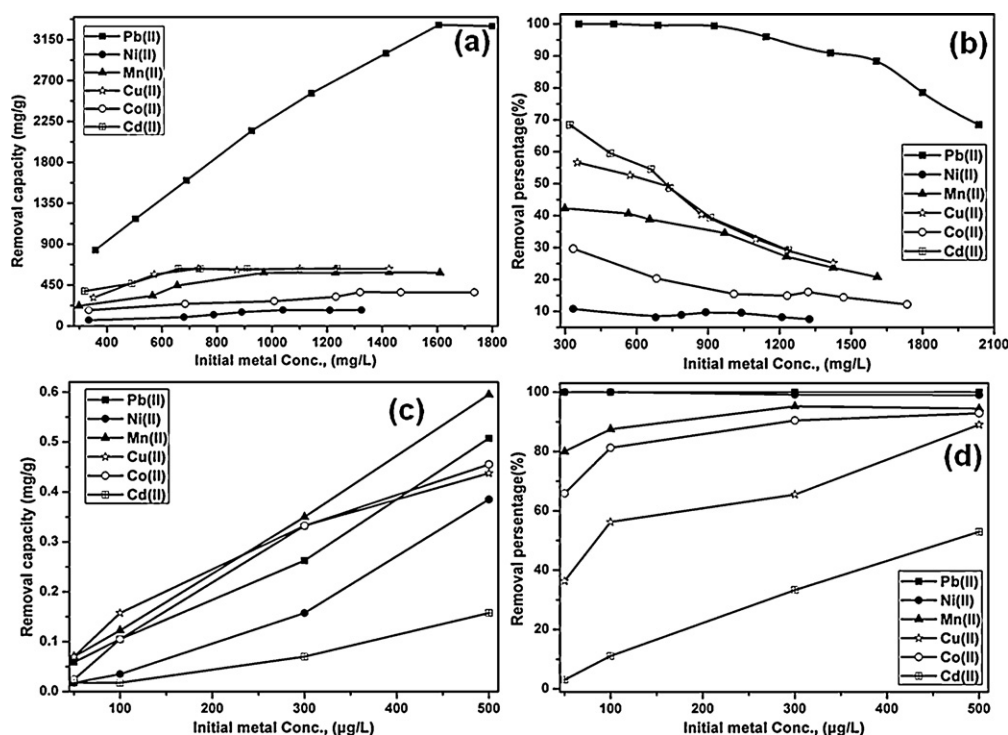 (a)
Removal capacity (mg/g)
3150
2700
2250
1800
1350
900
450
0
Pb(II)
Ni(II)
Mn(II)
Cu(II)
Co(II)
Cd(II)
400 600 800 1000 1200 1400 1600 1800
Initial metal Conc., (mg/L)
(b)
Removal persentage(%)
100
90
80
70
60
50
40
30
20
10
Pb(II)
Ni(II)
Mn(II)
Cu(II)
Co(II)
Cd(II)
300 600 900 1200 1500 1800 2100
Initial metal Conc., (mg/L)
(c)
Removal capacity (mg/g)
0.6
0.5
0.4
0.3
0.2
0.1
0.0
Pb(II)
Ni(II)
Mn(II)
Cu(II)
Co(II)
Cd(II)
100 200 300 400 500
Initial metal Conc., (µg/L)
(d)
Removal persentage(%)
100
80
60
40
20
0
Pb(II)
Ni(II)
Mn(II)
Cu(II)
Co(II)
Cd(II)
100 200 300 400 500
Initial metal Conc., (µg/L)